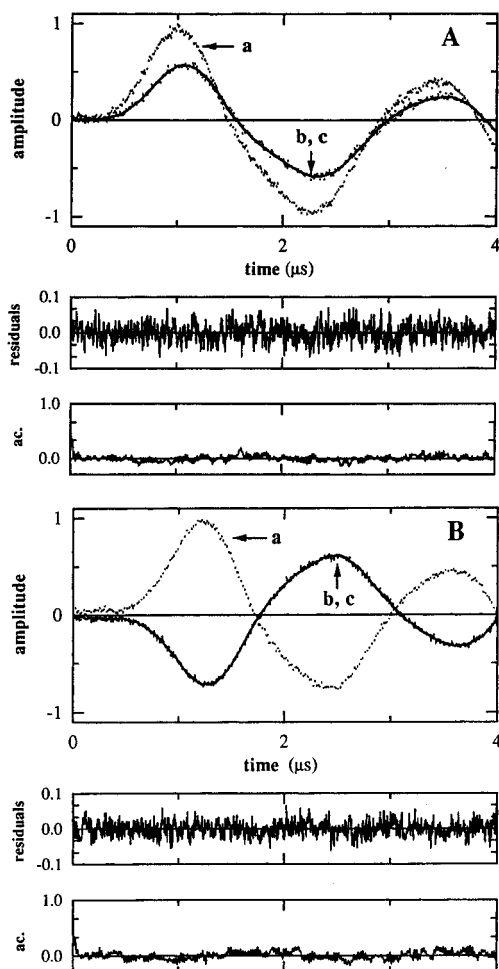 1
A
a
amplitude
0
b, c
-1
0
2
4
time (μs)
0.1
residuals
0.0
-0.1
1.0
ac.
0.0
1
B
a
amplitude
0
b, c
-1
0
2
4
time (μs)
0.1
residuals
0.0
-0.1
1.0
ac.
0.0